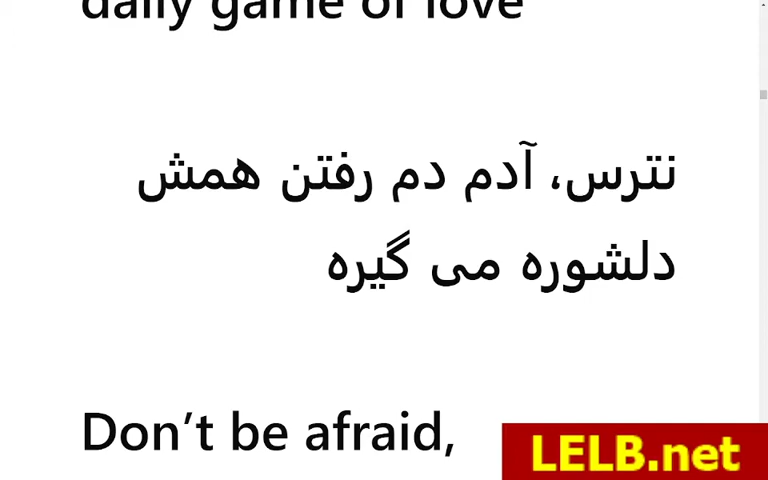 daily game of love
نترس، آدم دم رفتن همش
دلشوره می گیره
Don’t be afraid,
LELB.net